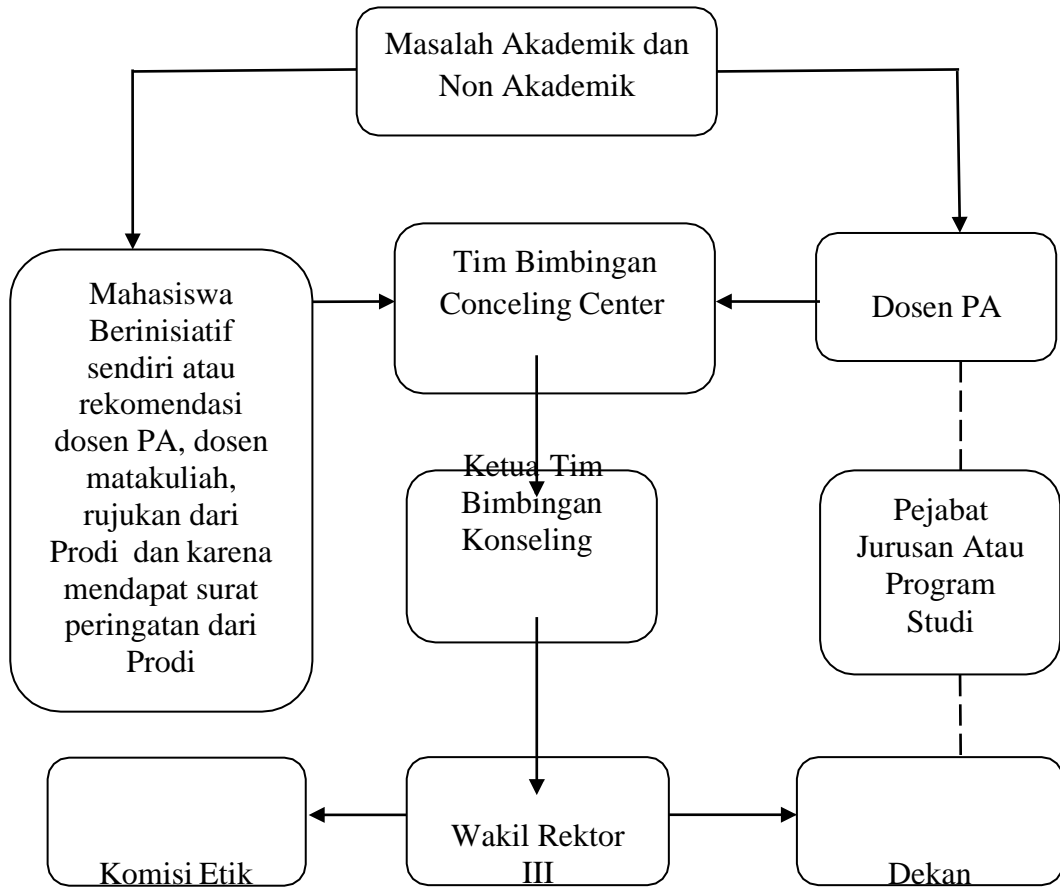 Masalah Akademik dan
Non Akademik
Mahasiswa
Berinisiatif
sendiri atau
rekomendasi
dosen PA, dosen
matakuliah,
rujukan dari
Prodi dan karena
mendapat surat
peringatan dari
Prodi
Tim Bimbingan
Conceling Center
Dosen PA
Ketua Tim
Bimbingan
Konseling
Pejabat
Jurusan Atau
Program
Studi
Komisi Etik
Wakil Rektor
III
Dekan